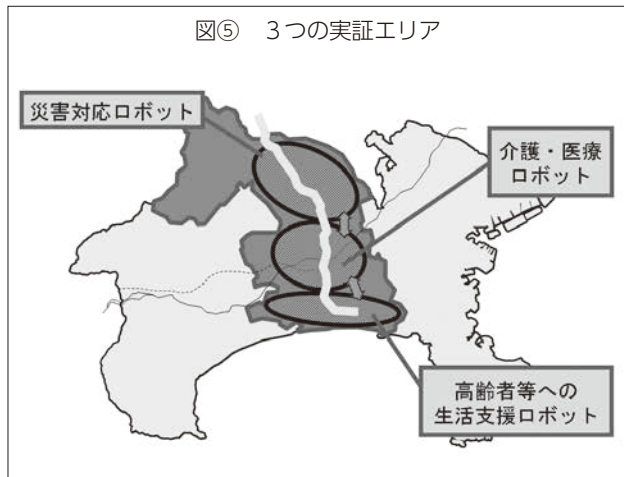 図⑤　３つの実証エリア
災害対応ロボット
介護・医療
ロボット
高齢者等への
生活支援ロボット